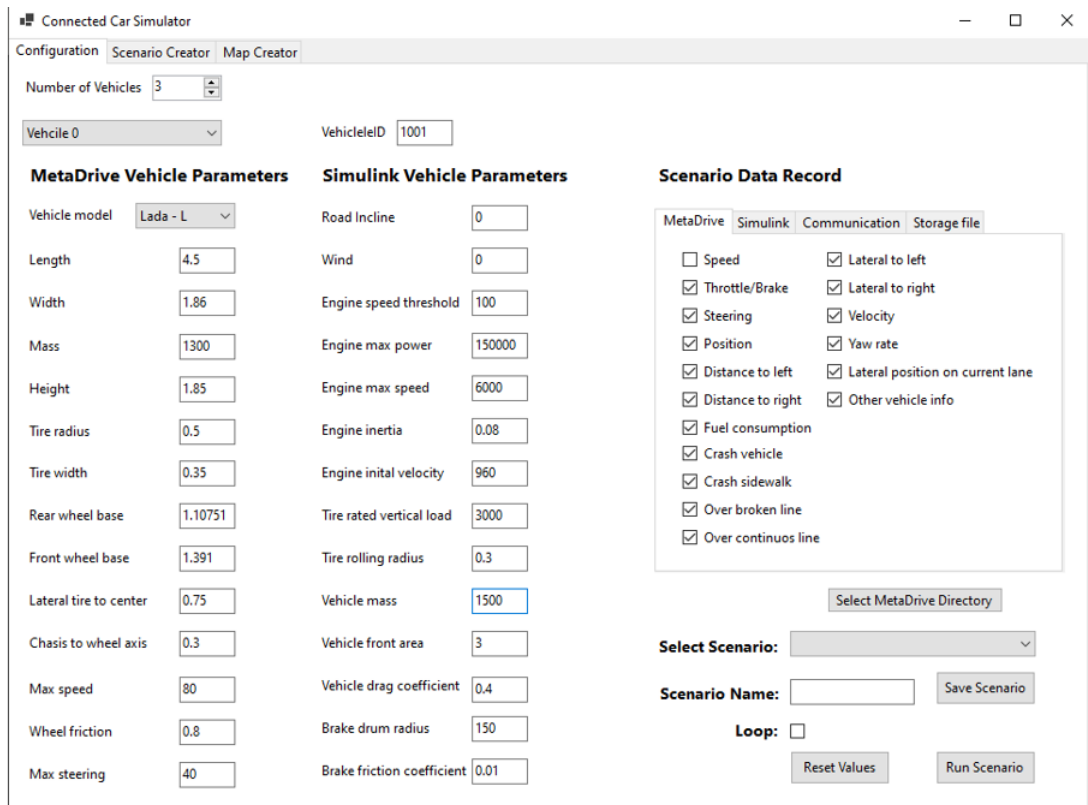 Connected Car Simulator
Configuration Scenario Creator Map Creator
Number of Vehicles 3
Vehcile 0
VehicleleID 1001
MetaDrive Vehicle Parameters
Vehicle model Lada - L
Length 4.5
Width 1.86
Mass 1300
Height 1.85
Tire radius 0.5
Tire width 0.35
Rear wheel base 1.10751
Front wheel base 1.391
Lateral tire to center 0.75
Chasis to wheel axis 0.3
Max speed 80
Wheel friction 0.8
Max steering 40
Simulink Vehicle Parameters
Road Incline 0
Wind 0
Engine speed threshold 100
Engine max power 150000
Engine max speed 6000
Engine inertia 0.08
Engine inital velocity 960
Tire rated vertical load 3000
Tire rolling radius 0.3
Vehicle mass 1500
Vehicle front area 3
Vehicle drag coefficient 0.4
Brake drum radius 150
Brake friction coefficient 0.01
Scenario Data Record
MetaDrive Simulink Communication Storage file
Speed
Throttle/Brake
Steering
Position
Distance to left
Distance to right
Fuel consumption
Crash vehicle
Crash sidewalk
Over broken line
Over continuos line
Lateral to left
Lateral to right
Velocity
Yaw rate
Lateral position on current lane
Other vehicle info
Select MetaDrive Directory
Select Scenario:
Scenario Name:
Save Scenario
Loop:
Reset Values
Run Scenario